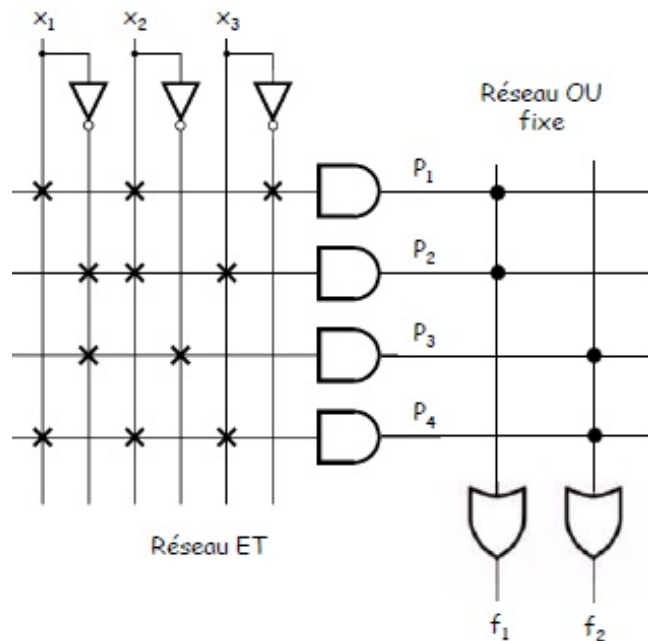 x₁ x₂ x₃
Réseau OU
fixe
P₁
P₂
P₃
P₄
Réseau ET
f₁ f₂